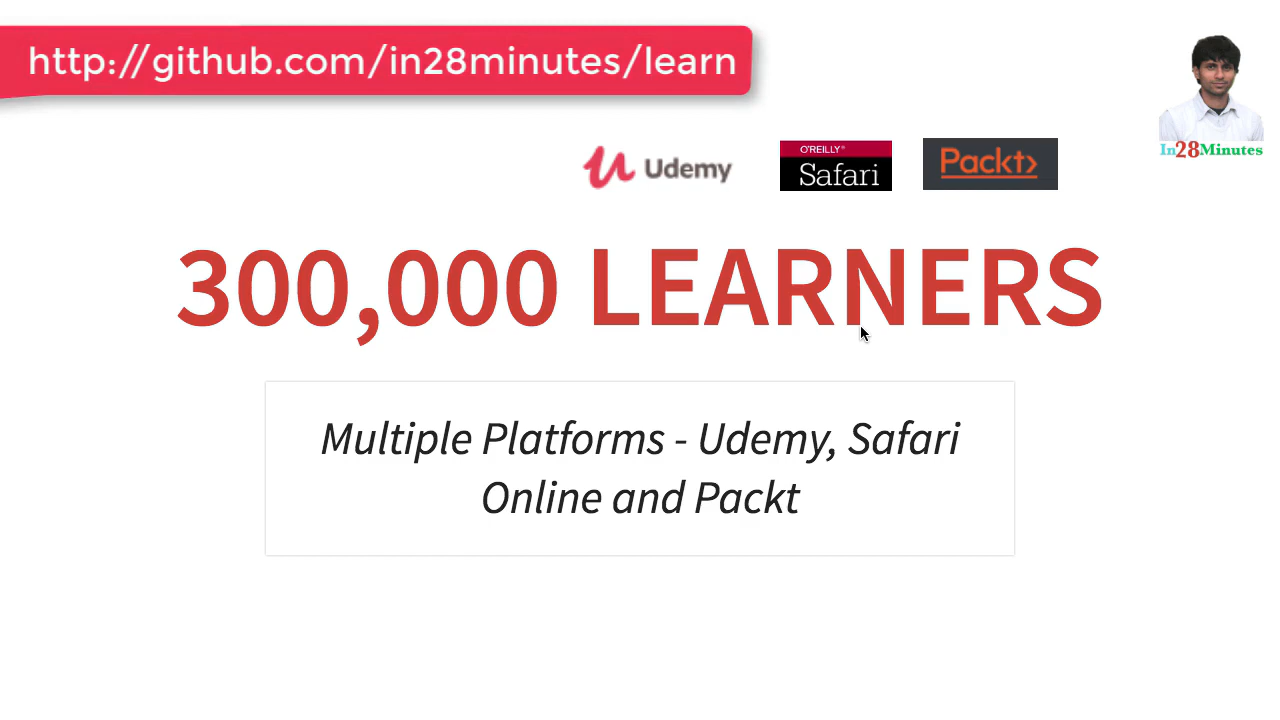 http://github.com/in28minutes/learn
In28Minutes
Udemy
O'REILLY®
Safari
Packt>
300,000 LEARNERS
Multiple Platforms - Udemy, Safari
Online and Packt